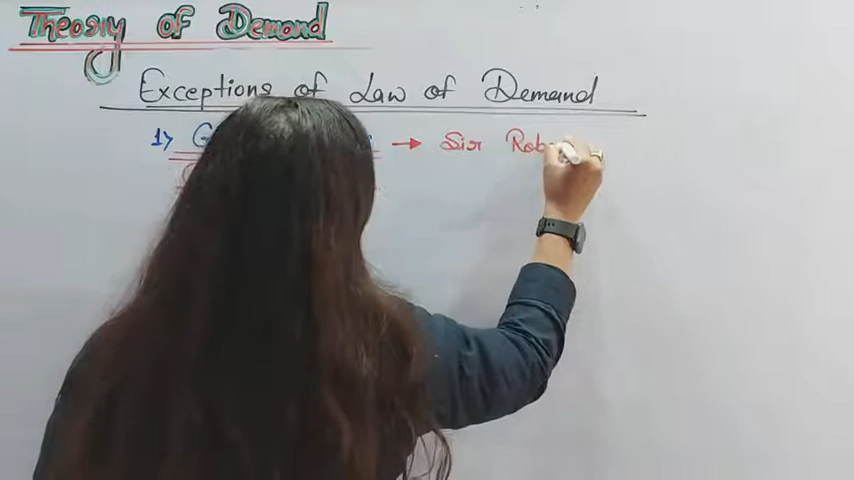 Theory of Demand
Exceptions of Law of Demand
1) → Sir Rob